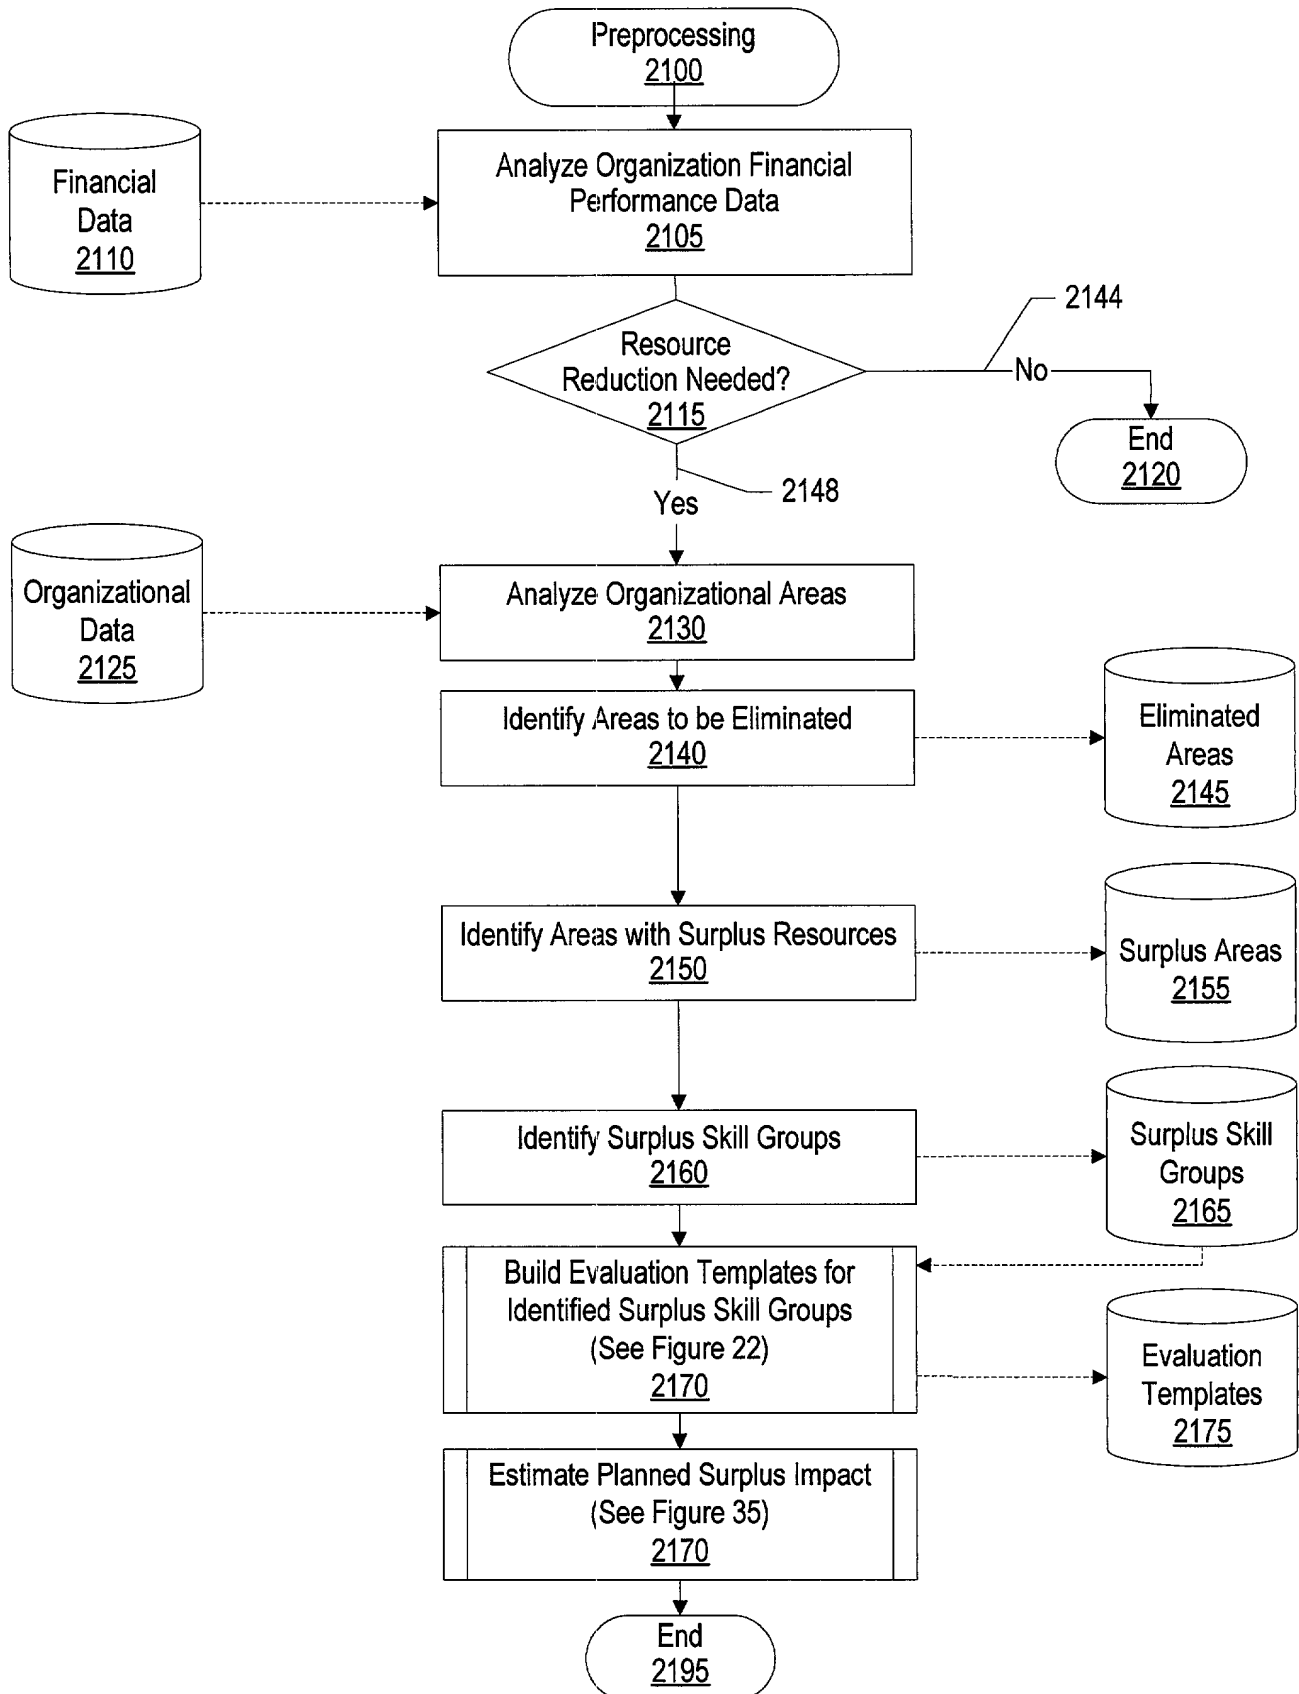 Preprocessing
2100
Financial
Data
2110
Analyze Organization Financial
Performance Data
2105
2144
Resource
Reduction Needed?
2115
No
End
2120
2148
Yes
Organizational
Data
2125
Analyze Organizational Areas
2130
Identify Areas to be Eliminated
2140
Eliminated
Areas
2145
Identify Areas with Surplus Resources
2150
Surplus Areas
2155
Identify Surplus Skill Groups
2160
Surplus Skill
Groups
2165
Build Evaluation Templates for
Identified Surplus Skill Groups
(See Figure 22)
2170
Evaluation
Templates
2175
Estimate Planned Surplus Impact
(See Figure 35)
2170
End
2195